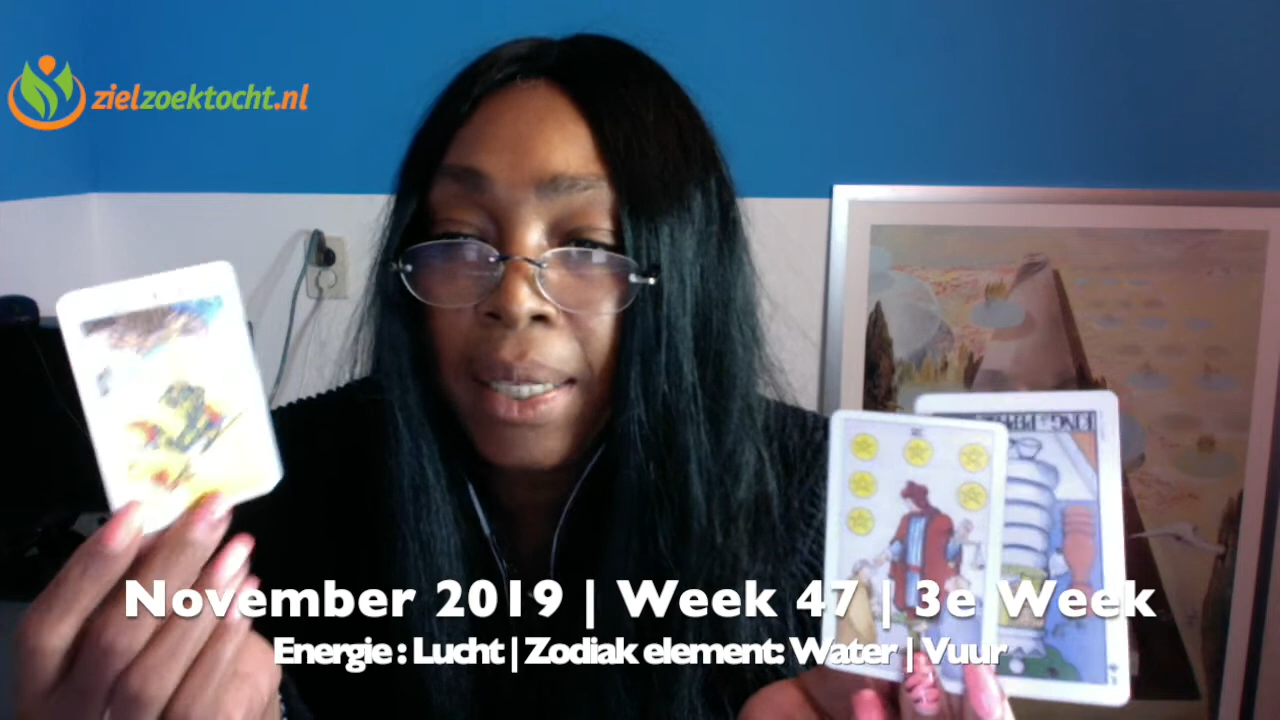 zielzoektocht.nl
November 2019 | Week 47 | 3e Week
Energie : Lucht | Zodiak element: Water | Vuur